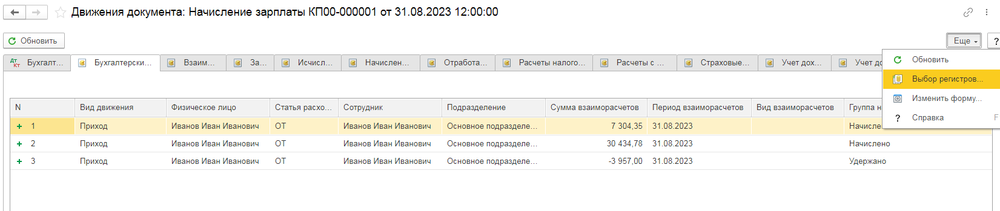 Движения документа: Начисление зарплаты КП00-000001 от 31.08.2023 12:00:00
Обновить Еще ?
Дт Кт Бухгалт... Бухгалтерски... Взаим... За... Исчисл... Начислен... Отработа... Расчеты налого... Расчеты с ... Страховые... Учет дох... Учет до
Обновить
Выбор регистров...
Изменить форму...
? Справка F
N Вид движения Физическое лицо Статья расхо... Сотрудник Подразделение Сумма взаиморасчетов Период взаиморасчетов Вид взаиморасчетов Группа н
1 Приход Иванов Иван Иванович ОТ Иванов Иван Иванович Основное подразделе... 7 304,35 31.08.2023 Начисле
2 Приход Иванов Иван Иванович ОТ Иванов Иван Иванович Основное подразделе... 30 434,78 31.08.2023 Начислено
3 Приход Иванов Иван Иванович ОТ Иванов Иван Иванович Основное подразделе... -3 957,00 31.08.2023 Удержано